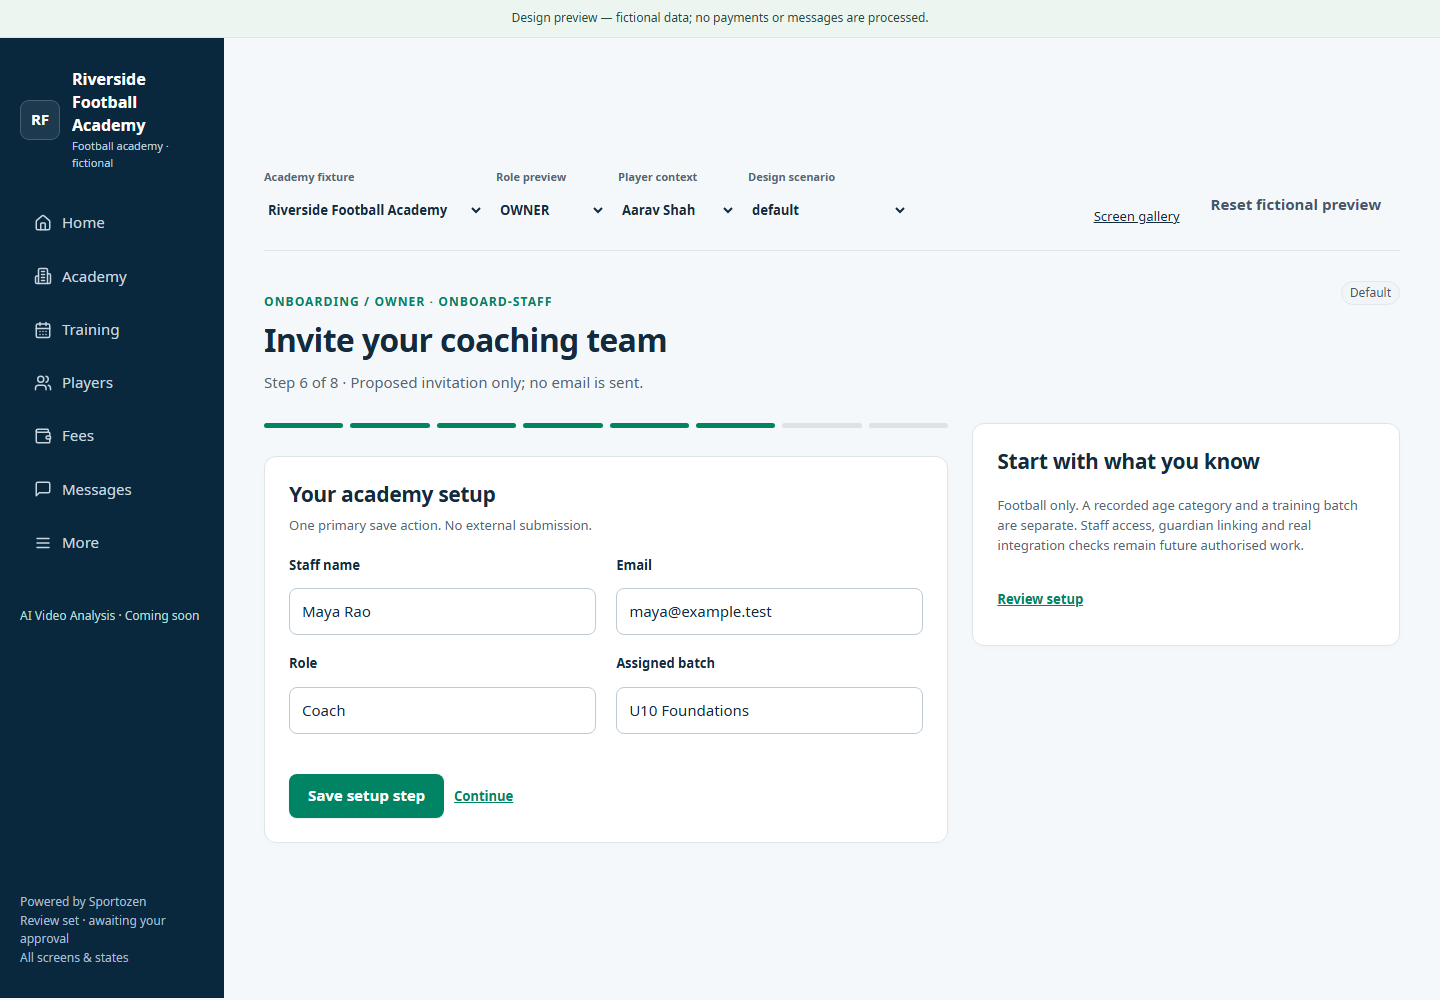 Design preview — fictional data; no payments or messages are processed.
RF
Riverside
Football
Academy
Football academy ·
fictional
Home
Academy
Training
Players
Fees
Messages
More
AI Video Analysis · Coming soon
Powered by Sportozen
Review set · awaiting your
approval
All screens & states
Academy fixture
Role preview
Player context
Design scenario
Riverside Football Academy
OWNER
Aarav Shah
default
Screen gallery
Reset fictional preview
ONBOARDING / OWNER · ONBOARD-STAFF
Default
Invite your coaching team
Step 6 of 8 · Proposed invitation only; no email is sent.
Your academy setup
One primary save action. No external submission.
Staff name
Email
Maya Rao
maya@example.test
Role
Assigned batch
Coach
U10 Foundations
Save setup step
Continue
Start with what you know
Football only. A recorded age category and a training batch
are separate. Staff access, guardian linking and real
integration checks remain future authorised work.
Review setup